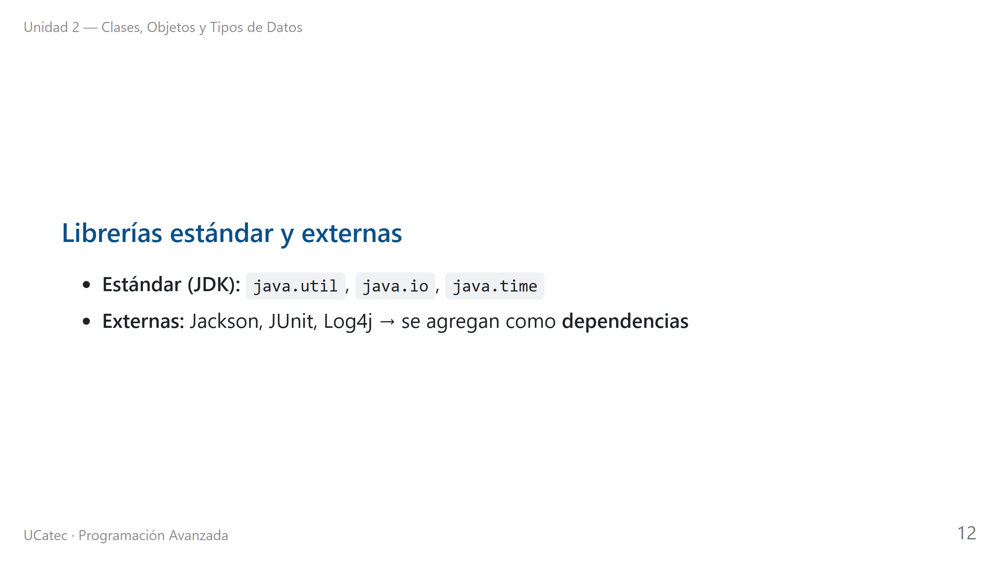 Unidad 2 — Clases, Objetos y Tipos de Datos
Librerías estándar y externas
• Estándar (JDK): java.util, java.io, java.time
• Externas: Jackson, JUnit, Log4j → se agregan como dependencias
UCatec · Programación Avanzada
12